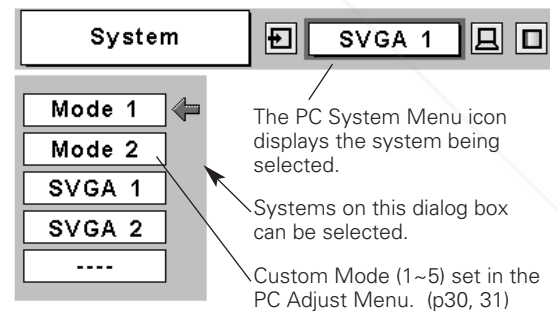 System
SVGA 1
Mode 1
Mode 2
SVGA 1
SVGA 2
----
The PC System Menu icon
displays the system being
selected.
Systems on this dialog box
can be selected.
Custom Mode (1~5) set in the
PC Adjust Menu. (p30, 31)